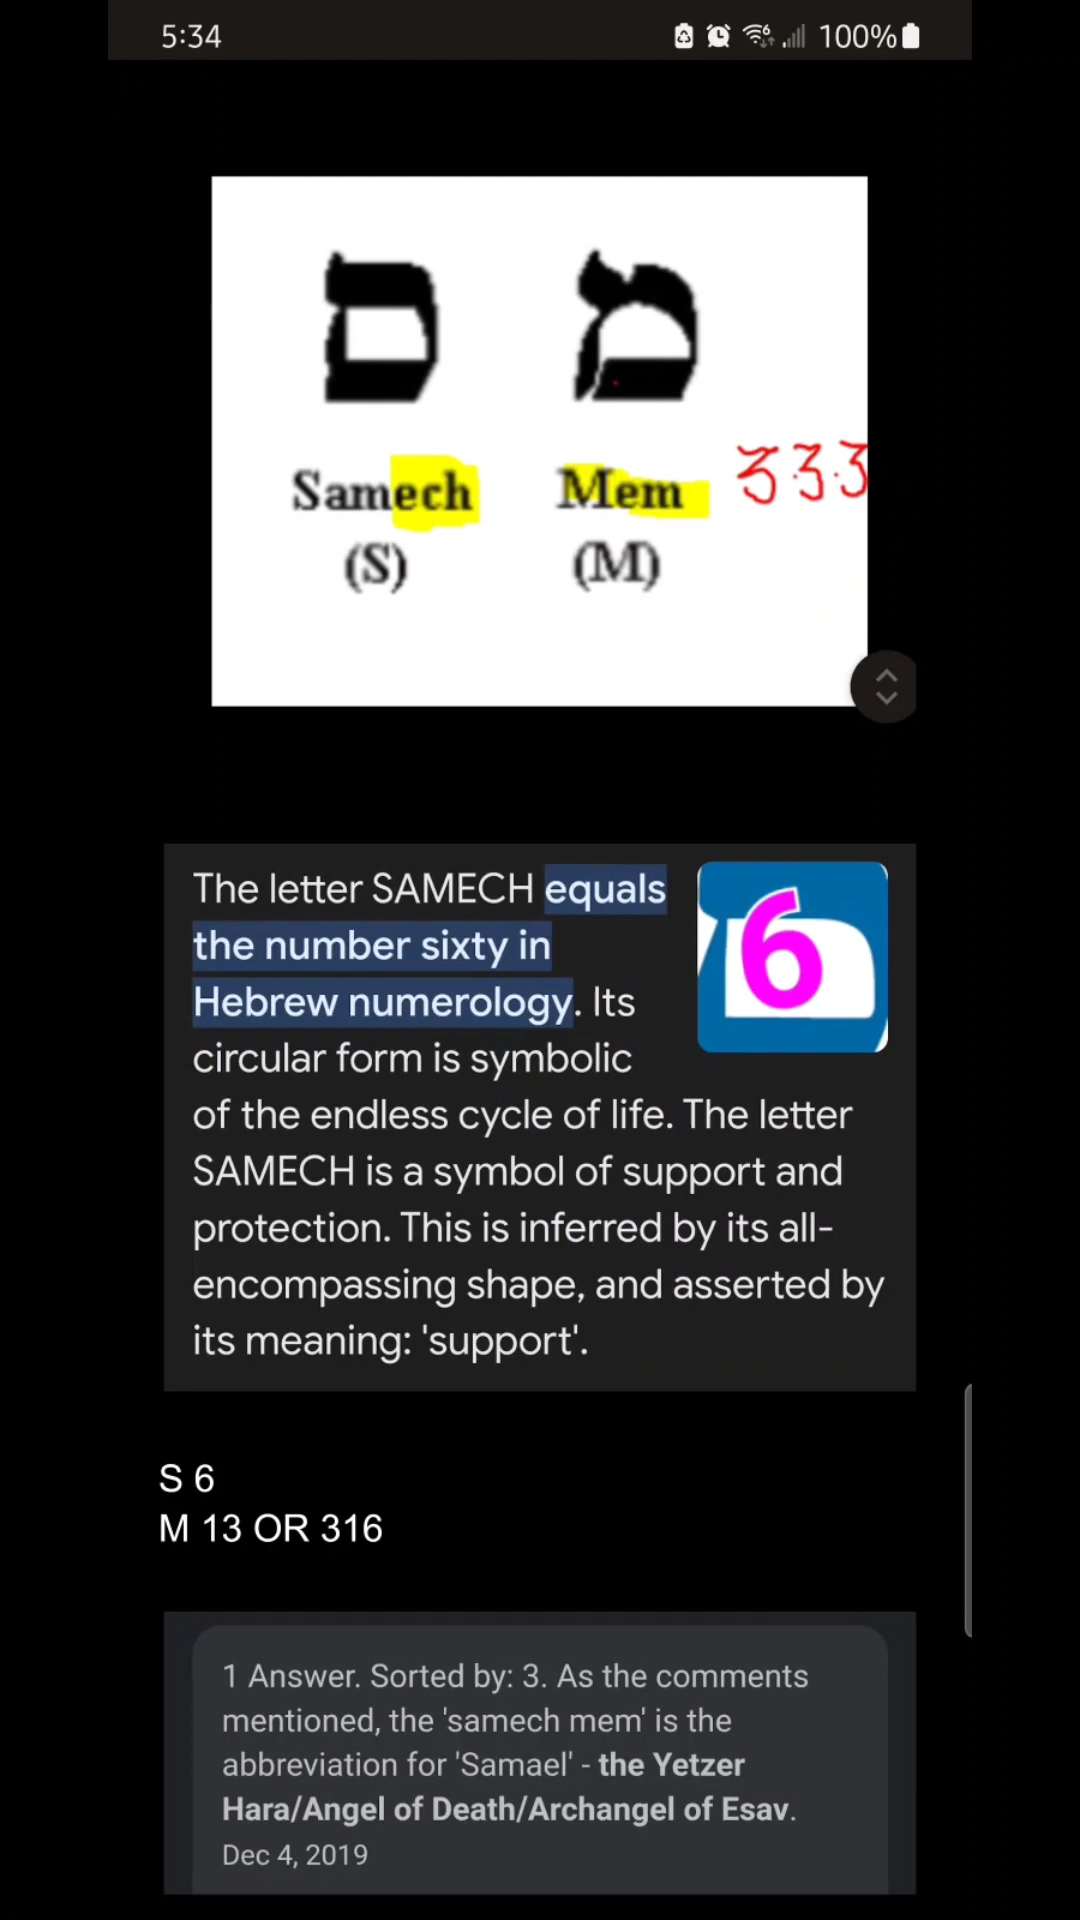 5:34
100%
ם מ
Samech Mem 333
(S) (M)
The letter SAMECH equals
the number sixty in
Hebrew numerology. Its
circular form is symbolic
of the endless cycle of life. The letter
SAMECH is a symbol of support and
protection. This is inferred by its all-
encompassing shape, and asserted by
its meaning: 'support'.
6
S 6
M 13 OR 316
1 Answer. Sorted by: 3. As the comments
mentioned, the 'samech mem' is the
abbreviation for 'Samael' - the Yetzer
Hara/Angel of Death/Archangel of Esav.
Dec 4, 2019